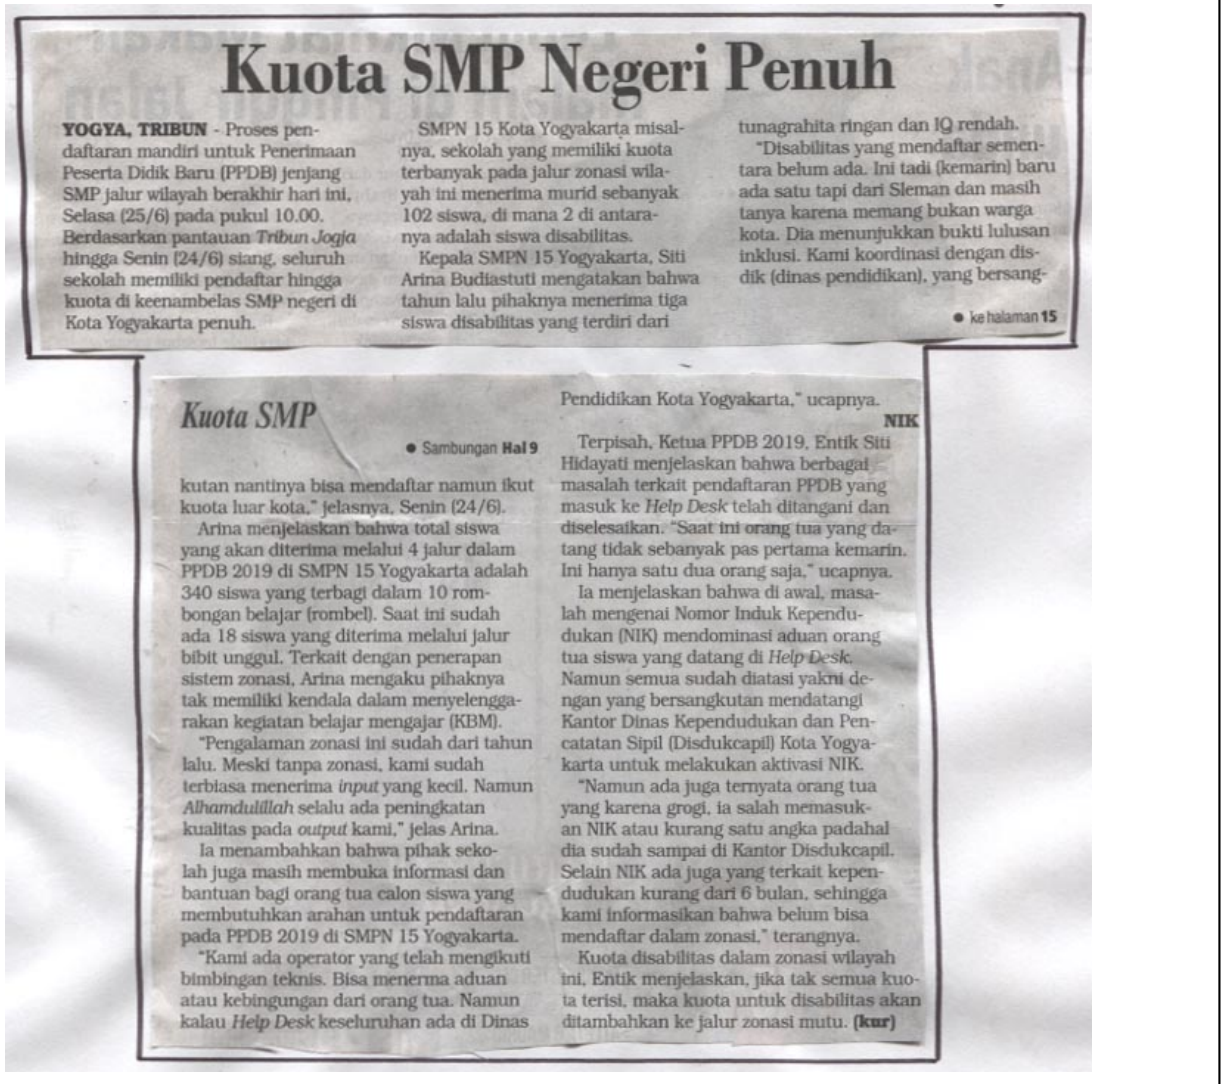 Kuota SMP Negeri Penuh
YOGYA, TRIBUN - Proses pen-
daftaran mandiri untuk Penerimaan
Peserta Didik Baru (PPDB) jenjang
SMP jalur wilayah berakhir hari ini,
Selasa (25/6) pada pukul 10.00.
Berdasarkan pantauan Tribun Jogja
hingga Senin (24/6) siang, seluruh
sekolah memiliki pendaftar hingga
kuota di keenambelas SMP negeri di
Kota Yogyakarta penuh.
SMPN 15 Kota Yogyakarta misal-
nya, sekolah yang memiliki kuota
terbanyak pada jalur zonasi wila-
yah ini menerima murid sebanyak
102 siswa, di mana 2 di antara-
nya adalah siswa disabilitas.
Kepala SMPN 15 Yogyakarta, Siti
Arina Budiastuti mengatakan bahwa
tahun lalu pihaknya menerima tiga
siswa disabilitas yang terdiri dari
tunagrahita ringan dan IQ rendah.
"Disabilitas yang mendaftar semen-
tara belum ada. Ini tadi (kemarin) baru
ada satu tapi dari Sleman dan masih
tanya karena memang bukan warga
kota. Dia menunjukkan bukti lulusan
inklusi. Kami koordinasi dengan dis-
dik (dinas pendidikan), yang bersang-
● ke halaman 15
Kuota SMP
● Sambungan Hal 9
kutan nantinya bisa mendaftar namun ikut
kuota luar kota," jelasnya, Senin (24/6).
Arina menjelaskan bahwa total siswa
yang akan diterima melalui 4 jalur dalam
PPDB 2019 di SMPN 15 Yogyakarta adalah
340 siswa yang terbagi dalam 10 rom-
bongan belajar (rombel). Saat ini sudah
ada 18 siswa yang diterima melalui jalur
bibit unggul. Terkait dengan penerapan
sistem zonasi, Arina mengaku pihaknya
tak memiliki kendala dalam menyelengga-
rakan kegiatan belajar mengajar (KBM).
"Pengalaman zonasi ini sudah dari tahun
lalu. Meski tanpa zonasi, kami sudah
terbiasa menerima input yang kecil. Namun
Alhamdulillah selalu ada peningkatan
kualitas pada output kami," jelas Arina.
Ia menambahkan bahwa pihak seko-
lah juga masih membuka informasi dan
bantuan bagi orang tua calon siswa yang
membutuhkan arahan untuk pendaftaran
pada PPDB 2019 di SMPN 15 Yogyakarta.
"Kami ada operator yang telah mengikuti
bimbingan teknis. Bisa menerma aduan
atau kebingungan dari orang tua. Namun
kalau Help Desk keseluruhan ada di Dinas
Pendidikan Kota Yogyakarta," ucapnya.
NIK
Terpisah, Ketua PPDB 2019, Entik Siti
Hidayati menjelaskan bahwa berbagai
masalah terkait pendaftaran PPDB yang
masuk ke Help Desk telah ditangani dan
diselesaikan. "Saat ini orang tua yang da-
tang tidak sebanyak pas pertama kemarin.
Ini hanya satu dua orang saja," ucapnya.
Ia menjelaskan bahwa di awal, masa-
lah mengenai Nomor Induk Kependu-
dukan (NIK) mendominasi aduan orang
tua siswa yang datang di Help Desk.
Namun semua sudah diatasi yakni de-
ngan yang bersangkutan mendatangi
Kantor Dinas Kependudukan dan Pen-
catatan Sipil (Disdukcapil) Kota Yogya-
karta untuk melakukan aktivasi NIK.
"Namun ada juga ternyata orang tua
yang karena grogi, ia salah memasuk-
an NIK atau kurang satu angka padahal
dia sudah sampai di Kantor Disdukcapil.
Selain NIK ada juga yang terkait kepen-
dudukan kurang dari 6 bulan, sehingga
kami informasikan bahwa belum bisa
mendaftar dalam zonasi," terangnya.
Kuota disabilitas dalam zonasi wilayah
ini, Entik menjelaskan, jika tak semua kuo-
ta terisi, maka kuota untuk disabilitas akan
ditambahkan ke jalur zonasi mutu. (kur)